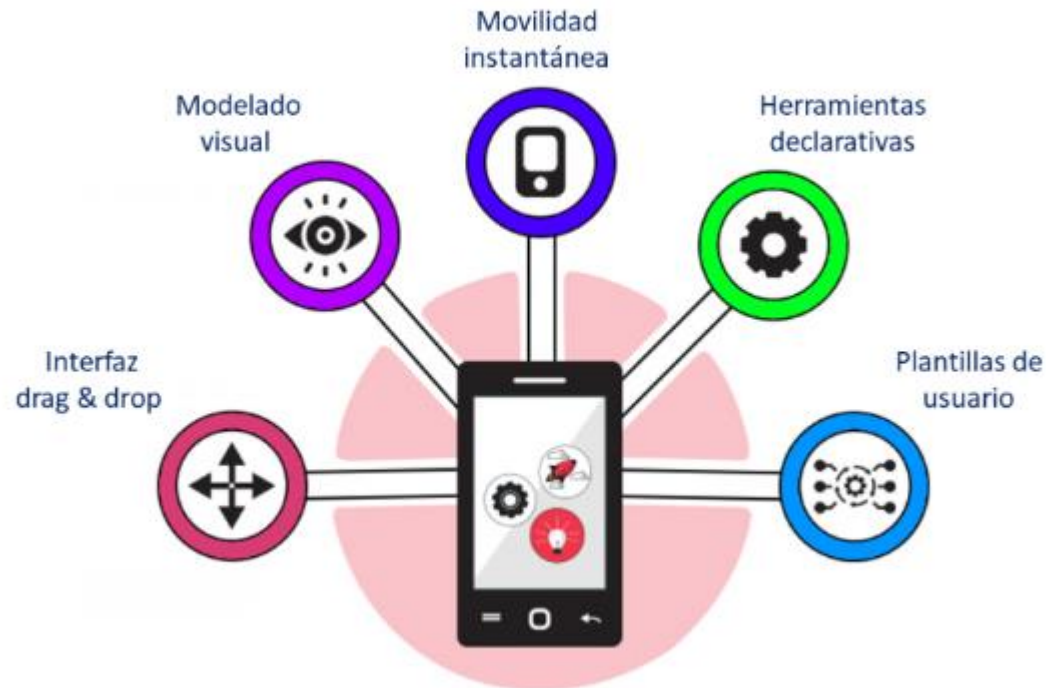 Movilidad
instantánea
Modelado
visual
Herramientas
declarativas
Interfaz
drag & drop
Plantillas de
usuario